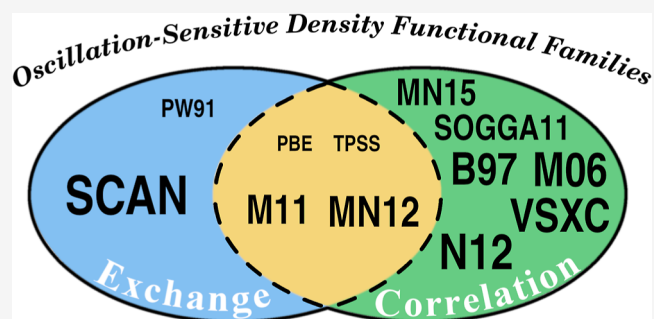 Oscillation-Sensitive Density Functional Families
PW91
SCAN
PBE TPSS
M11 MN12
MN15
SOGGA11
B97 M06
VSXC
N12
Exchange
Correlation